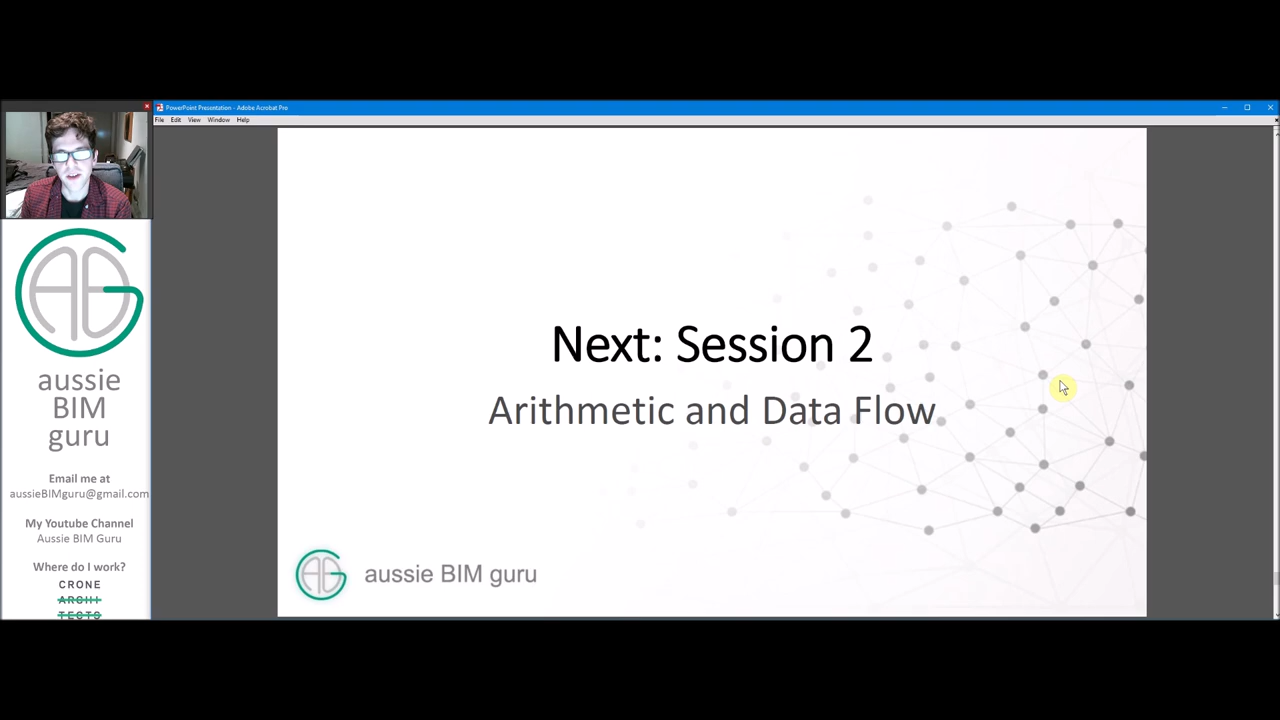 PowerPoint Presentation - Adobe Acrobat Pro
File Edit View Window Help
aussie
BIM
guru
Email me at
aussieBIMguru@gmail.com
My Youtube Channel
Aussie BIM Guru
Where do I work?
CRONE
ARCHI
TECTS
Next: Session 2
Arithmetic and Data Flow
aussie BIM guru